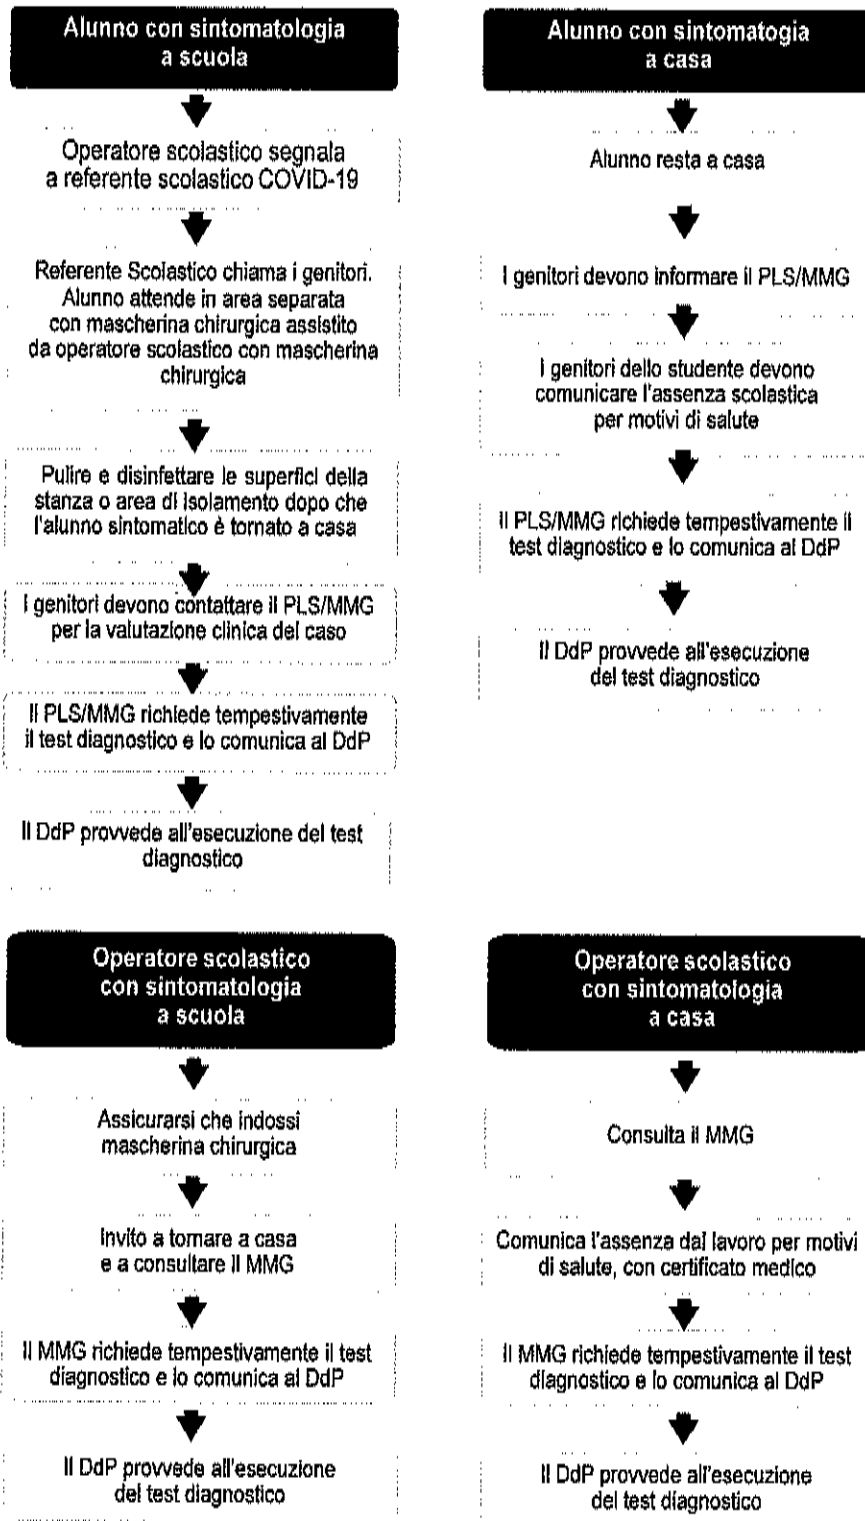 Alunno con sintomatologia
a scuola
Operatore scolastico segnala
a referente scolastico COVID-19
Referente Scolastico chiama i genitori.
Alunno attende in area separata
con mascherina chirurgica assistito
da operatore scolastico con mascherina
chirurgica
Pulire e disinfettare le superfici della
stanza o area di isolamento dopo che
l'alunno sintomatico è tornato a casa
I genitori devono contattare il PLS/MMG
per la valutazione clinica del caso
Il PLS/MMG richiede tempestivamente
il test diagnostico e lo comunica al DdP
Il DdP provvede all'esecuzione del test
diagnostico
Alunno con sintomatogia
a casa
Alunno resta a casa
I genitori devono informare il PLS/MMG
I genitori dello studente devono
comunicare l'assenza scolastica
per motivi di salute
Il PLS/MMG richiede tempestivamente il
test diagnostico e lo comunica al DdP
Il DdP provvede all'esecuzione
del test diagnostico
Operatore scolastico
con sintomatologia
a scuola
Assicurarsi che indossi
mascherina chirurgica
Invito a tornare a casa
e a consultare il MMG
Il MMG richiede tempestivamente il test
diagnostico e lo comunica al DdP
Il DdP provvede all'esecuzione
del test diagnostico
Operatore scolastico
con sintomatologia
a casa
Consulta il MMG
Comunica l'assenza dal lavoro per motivi
di salute, con certificato medico
Il MMG richiede tempestivamente il test
diagnostico e lo comunica al DdP
Il DdP provvede all'esecuzione
del test diagnostico